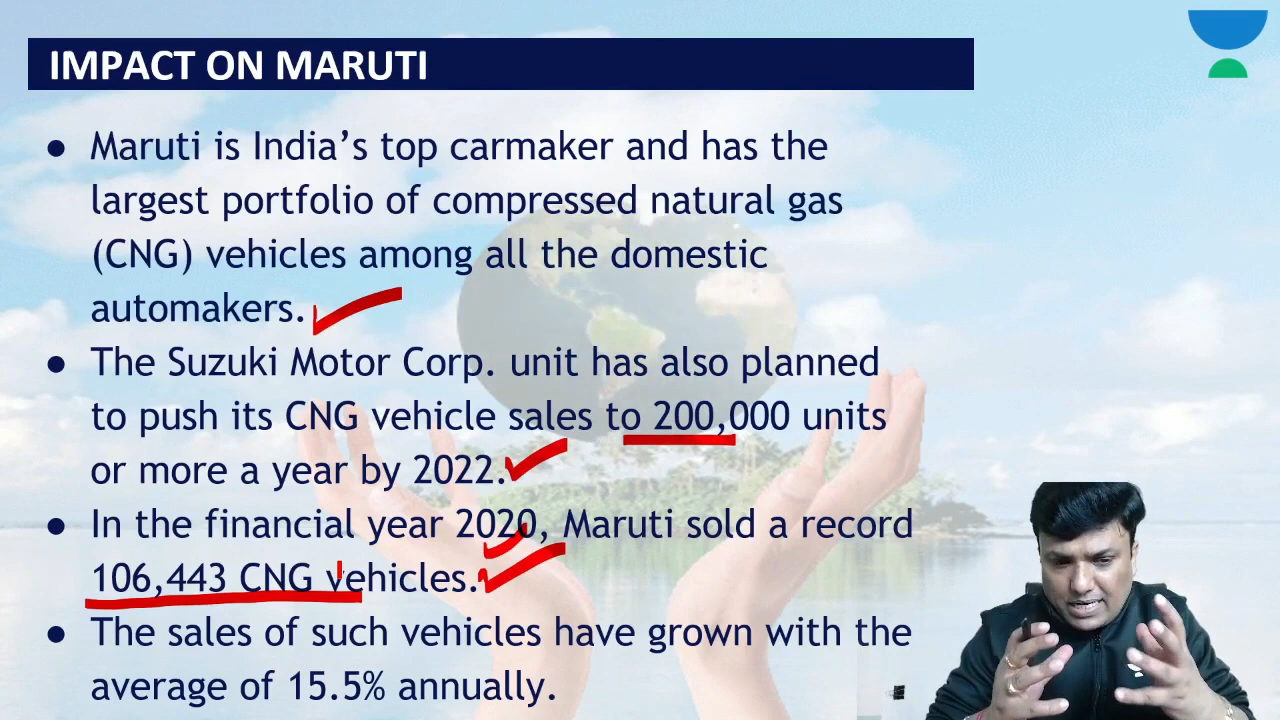 IMPACT ON MARUTI
● Maruti is India’s top carmaker and has the
largest portfolio of compressed natural gas
(CNG) vehicles among all the domestic
automakers.
● The Suzuki Motor Corp. unit has also planned
to push its CNG vehicle sales to 200,000 units
or more a year by 2022.
● In the financial year 2020, Maruti sold a record
106,443 CNG vehicles.
● The sales of such vehicles have grown with the
average of 15.5% annually.